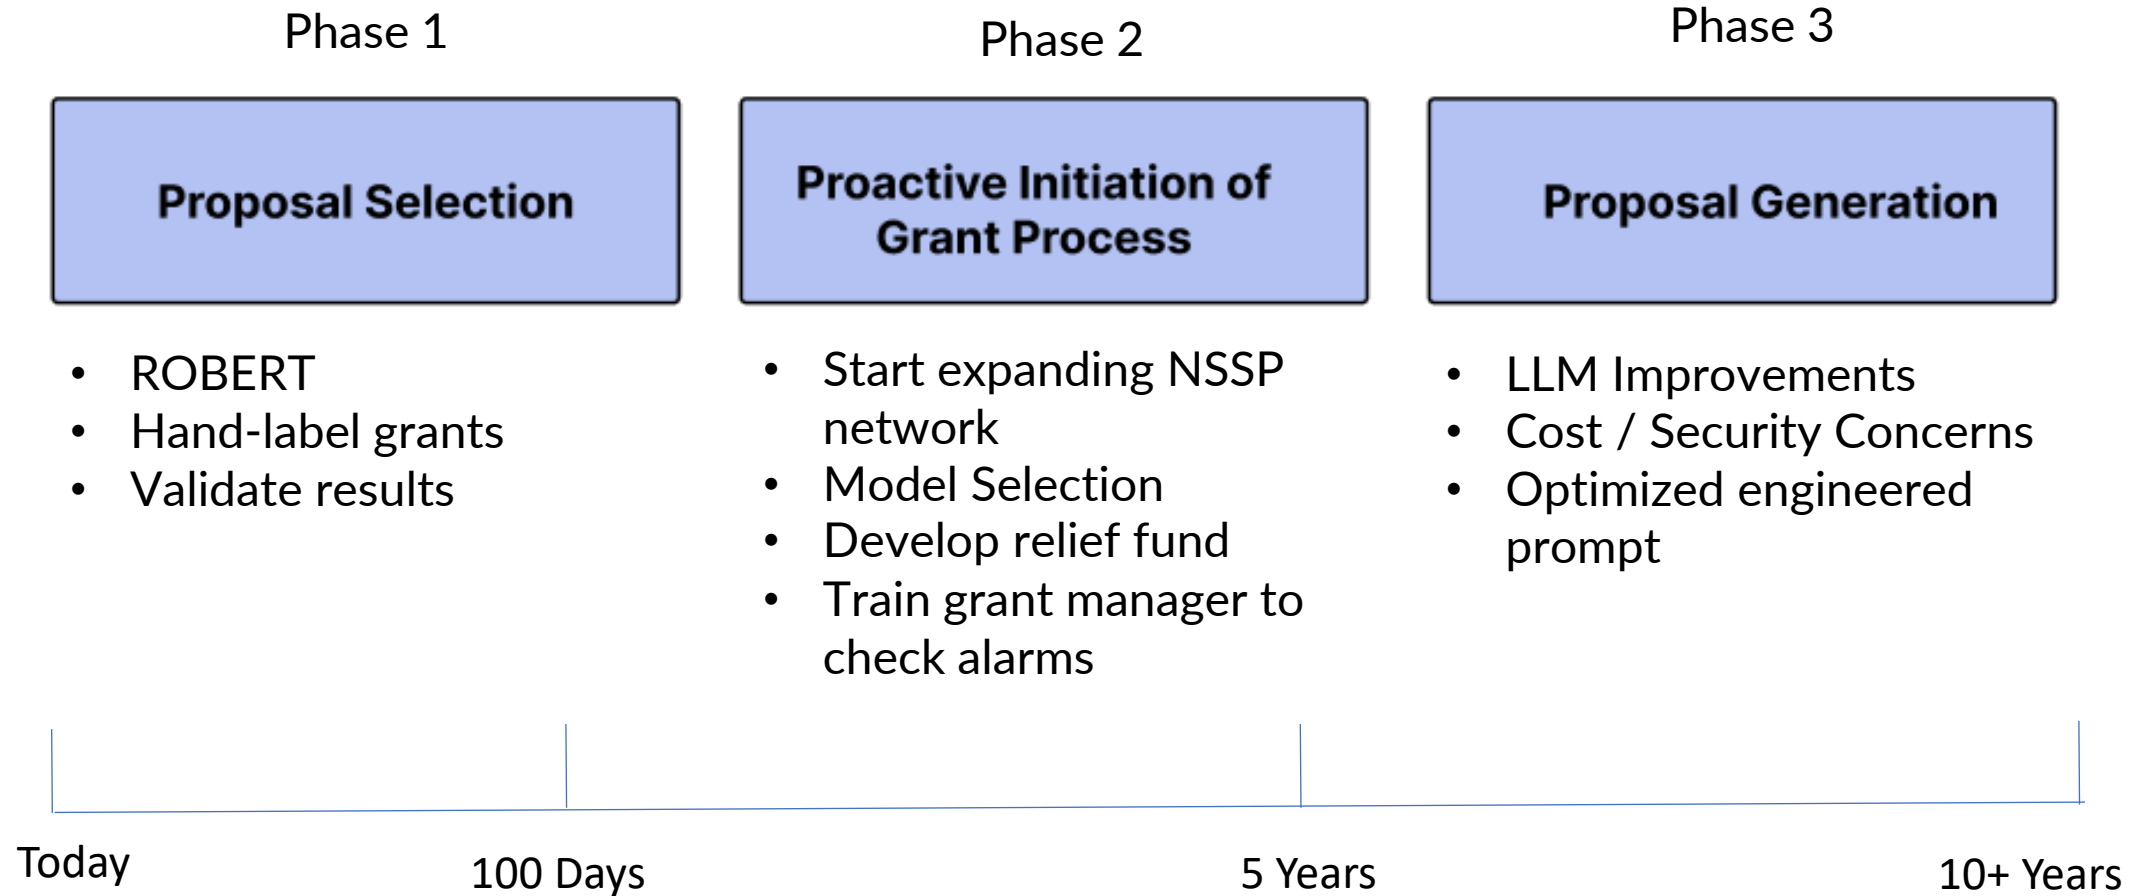 Phase 1
Phase 2
Phase 3
Proposal Selection
Proactive Initiation of
Grant Process
Proposal Generation
• ROBERT
• Hand-label grants
• Validate results
• Start expanding NSSP
network
• Model Selection
• Develop relief fund
• Train grant manager to
check alarms
• LLM Improvements
• Cost / Security Concerns
• Optimized engineered
prompt
Today
100 Days
5 Years
10+ Years